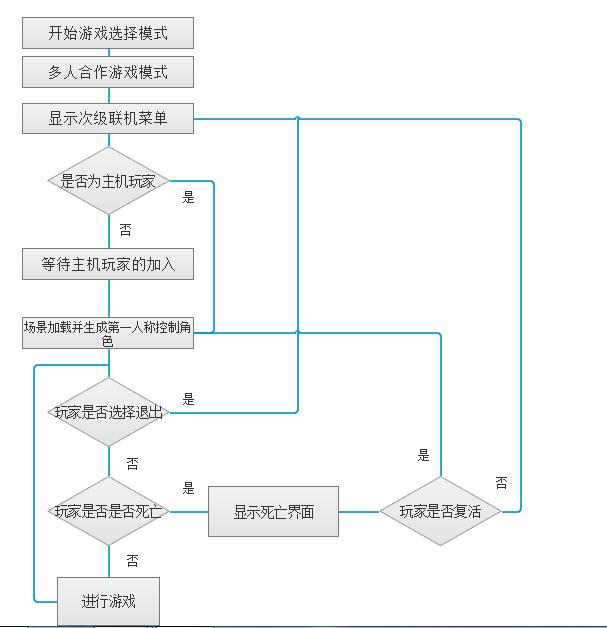 开始游戏选择模式
多人合作游戏模式
显示次级联机菜单
是否为主机玩家
是
否
等待主机玩家的加入
场景加载并生成第一人称控制角
色
玩家是否选择退出
是
否
玩家是否是否死亡
是
显示死亡界面
是
玩家是否复活
否
否
进行游戏